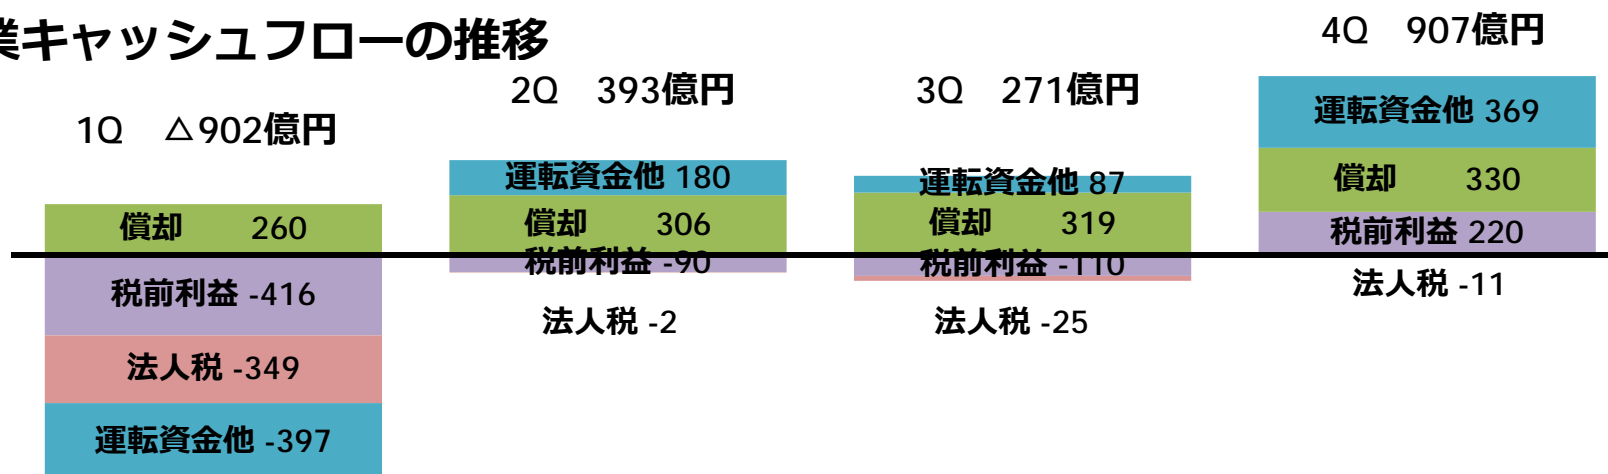 業キャッシュフローの推移
1Q △902億円
償却 260
税前利益 -416
法人税 -349
運転資金他 -397
2Q 393億円
運転資金他 180
償却 306
税前利益 -90
法人税 -2
3Q 271億円
運転資金他 87
償却 319
税前利益 -110
法人税 -25
4Q 907億円
運転資金他 369
償却 330
税前利益 220
法人税 -11